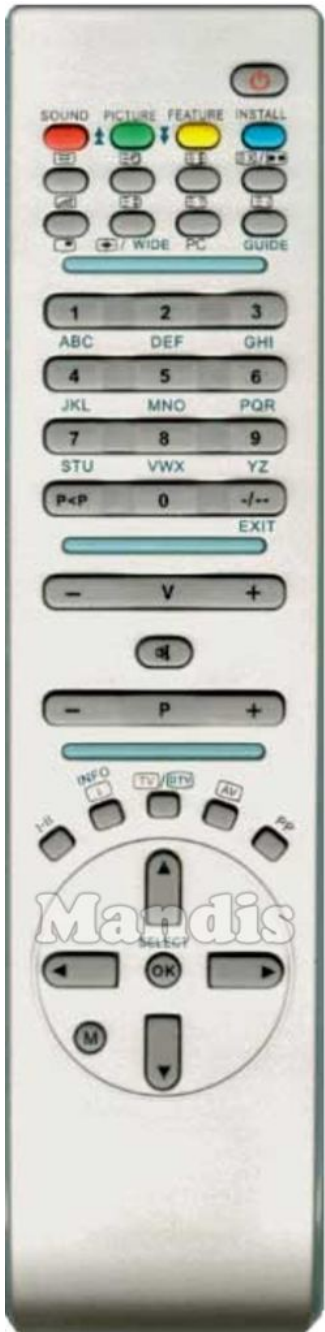 SOUND PICTURE FEATURE INSTALL
/ WIDE PC GUIDE
1 2 3
ABC DEF GHI
4 5 6
JKL MNO PQR
7 8 9
STU VWX YZ
P<P 0 -/--
EXIT
- V +
- P +
I-II INFO i TV/DTV AV PP
Mandis
SELECT
OK
M